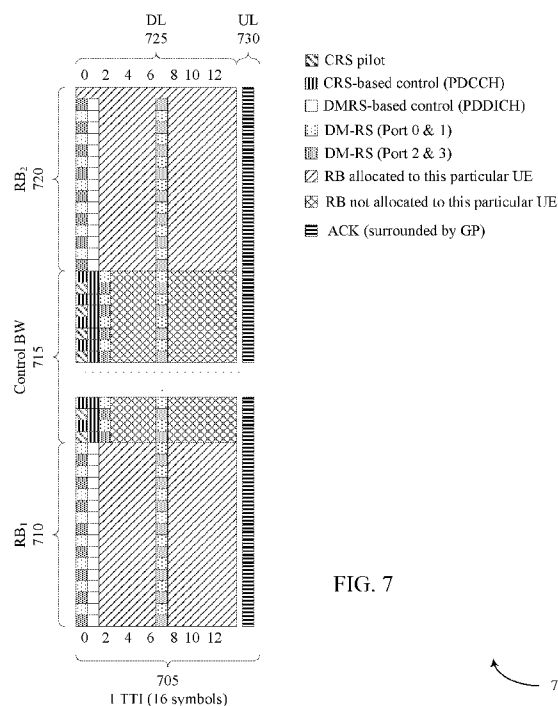 DL
725
UL
730
0 2 4 6 8 10 12
CRS pilot
CRS-based control (PDCCH)
DMRS-based control (PDDICH)
DM-RS (Port 0 & 1)
DM-RS (Port 2 & 3)
RB allocated to this particular UE
RB not allocated to this particular UE
ACK (surrounded by GP)
RB2
720
Control BW
715
RB1
710
0 2 4 6 8 10 12
705
1 TTI (16 symbols)
FIG. 7
7